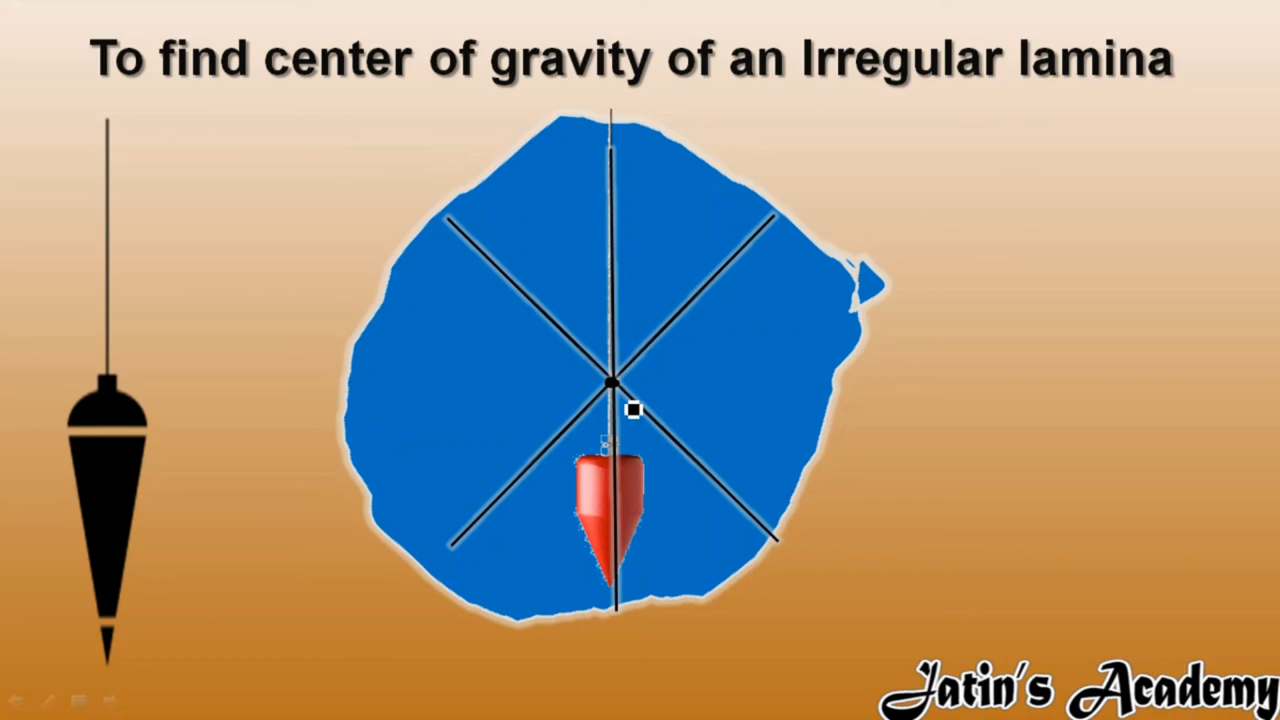 To find center of gravity of an Irregular lamina
Jatin's Academy